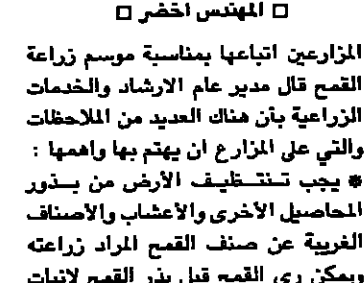 □ المهندس اخضر □
المزارعين اتباعها بمناسبة موسم زراعة
القمح قال مدير عام الارشاد والخدمات
الزراعية بأن هناك العديد من الملاحظات
والتي على المزارع ان يهتم بها واهمها :
* يجب تنتظيف الأرض من بذور
المحاصيل الأخرى والأعشاب والأصناف
الغريبة عن صنف القمح المراد زراعته
ويمكن رى القمح قبل بذر القمح لانبات